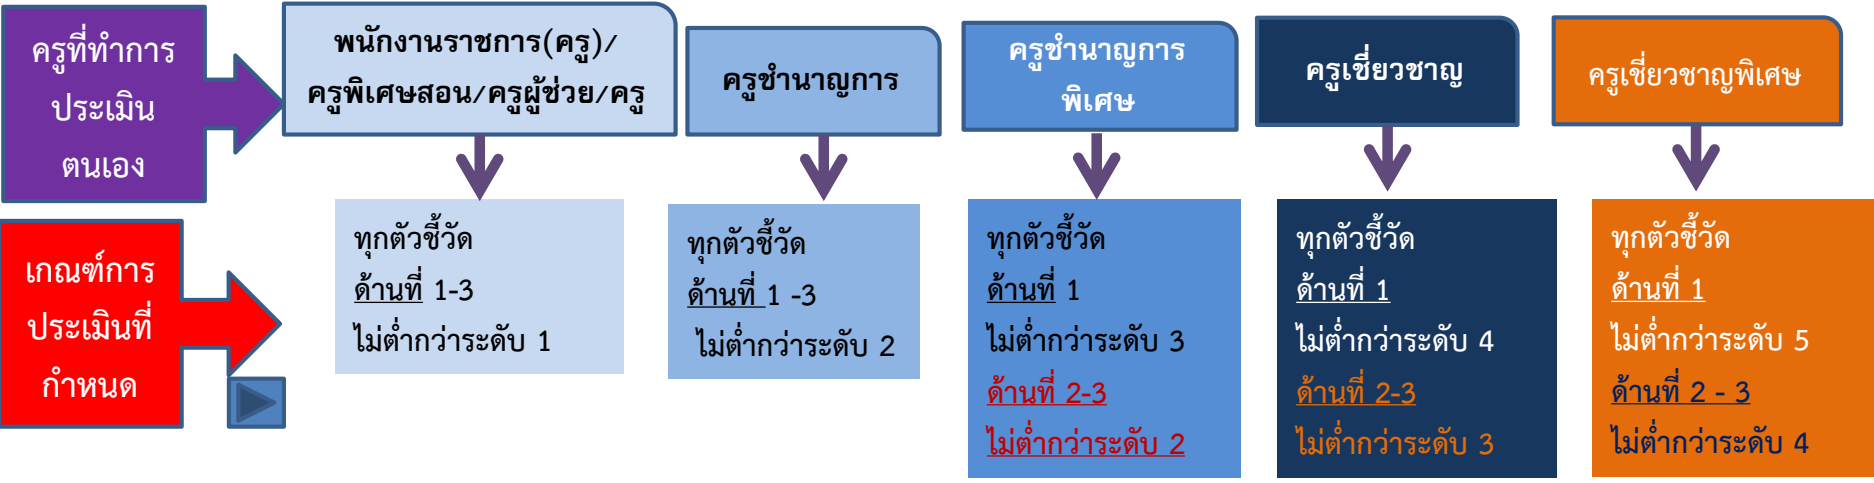 ครูที่ทำการ
ประเมิน
ตนเอง
พนักงานราชการ(ครู)/
ครูพิเศษสอน/ครูผู้ช่วย/ครู
ครูชำนาญการ
ครูชำนาญการ
พิเศษ
ครูเชี่ยวชาญ
ครูเชี่ยวชาญพิเศษ
เกณฑ์การ
ประเมินที่
กำหนด
ทุกตัวชี้วัด
ด้านที่ 1-3
ไม่ต่ำกว่าระดับ 1
ทุกตัวชี้วัด
ด้านที่ 1 -3
ไม่ต่ำกว่าระดับ 2
ทุกตัวชี้วัด
ด้านที่ 1
ไม่ต่ำกว่าระดับ 3
ด้านที่ 2-3
ไม่ต่ำกว่าระดับ 2
ทุกตัวชี้วัด
ด้านที่ 1
ไม่ต่ำกว่าระดับ 4
ด้านที่ 2-3
ไม่ต่ำกว่าระดับ 3
ทุกตัวชี้วัด
ด้านที่ 1
ไม่ต่ำกว่าระดับ 5
ด้านที่ 2 - 3
ไม่ต่ำกว่าระดับ 4